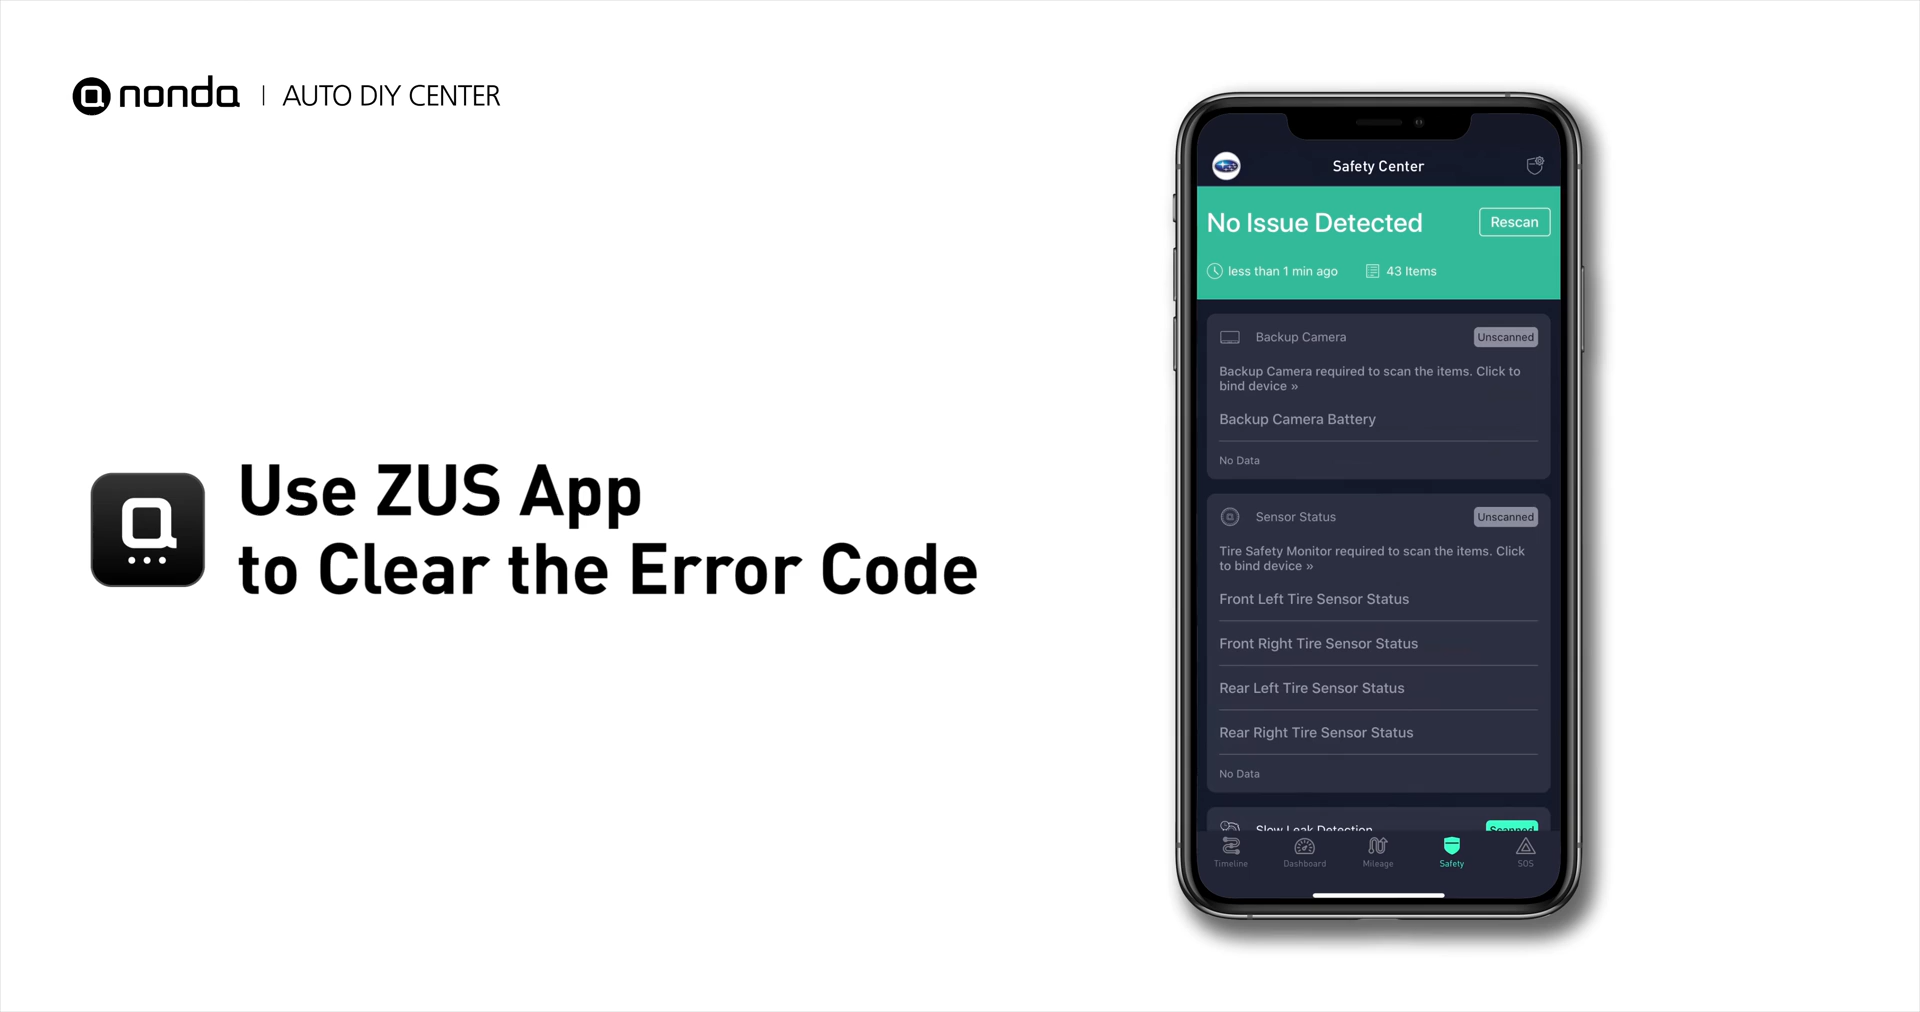 nonda | AUTO DIY CENTER
Use ZUS App
to Clear the Error Code
Safety Center
No Issue Detected
Rescan
less than 1 min ago
43 Items
Backup Camera
Unscanned
Backup Camera required to scan the items. Click to
bind device »
Backup Camera Battery
No Data
Sensor Status
Unscanned
Tire Safety Monitor required to scan the items. Click
to bind device »
Front Left Tire Sensor Status
Front Right Tire Sensor Status
Rear Left Tire Sensor Status
Rear Right Tire Sensor Status
No Data
Slow Leak Detection
Scanned
Timeline
Dashboard
Mileage
Safety
SOS